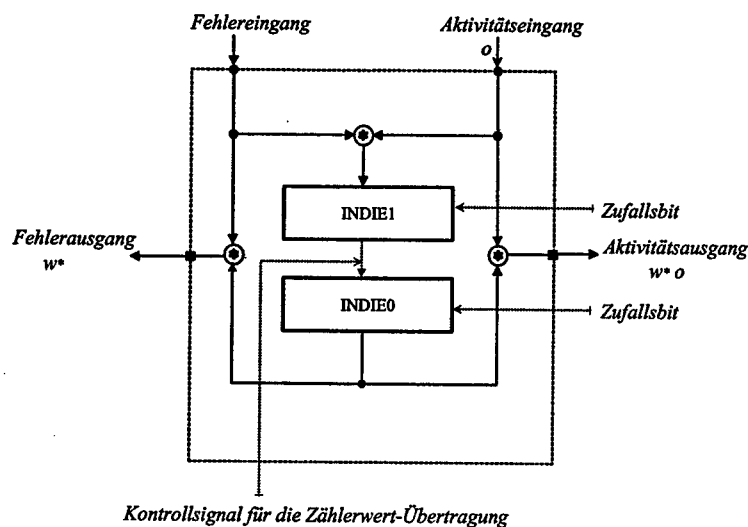 Fehlereingang
Aktivitätseingang
o
INDIE1
Zufallsbit
Fehlerausgang
w*
Aktivitätsausgang
w* o
INDIE0
Zufallsbit
Kontrollsignal für die Zählerwert-Übertragung